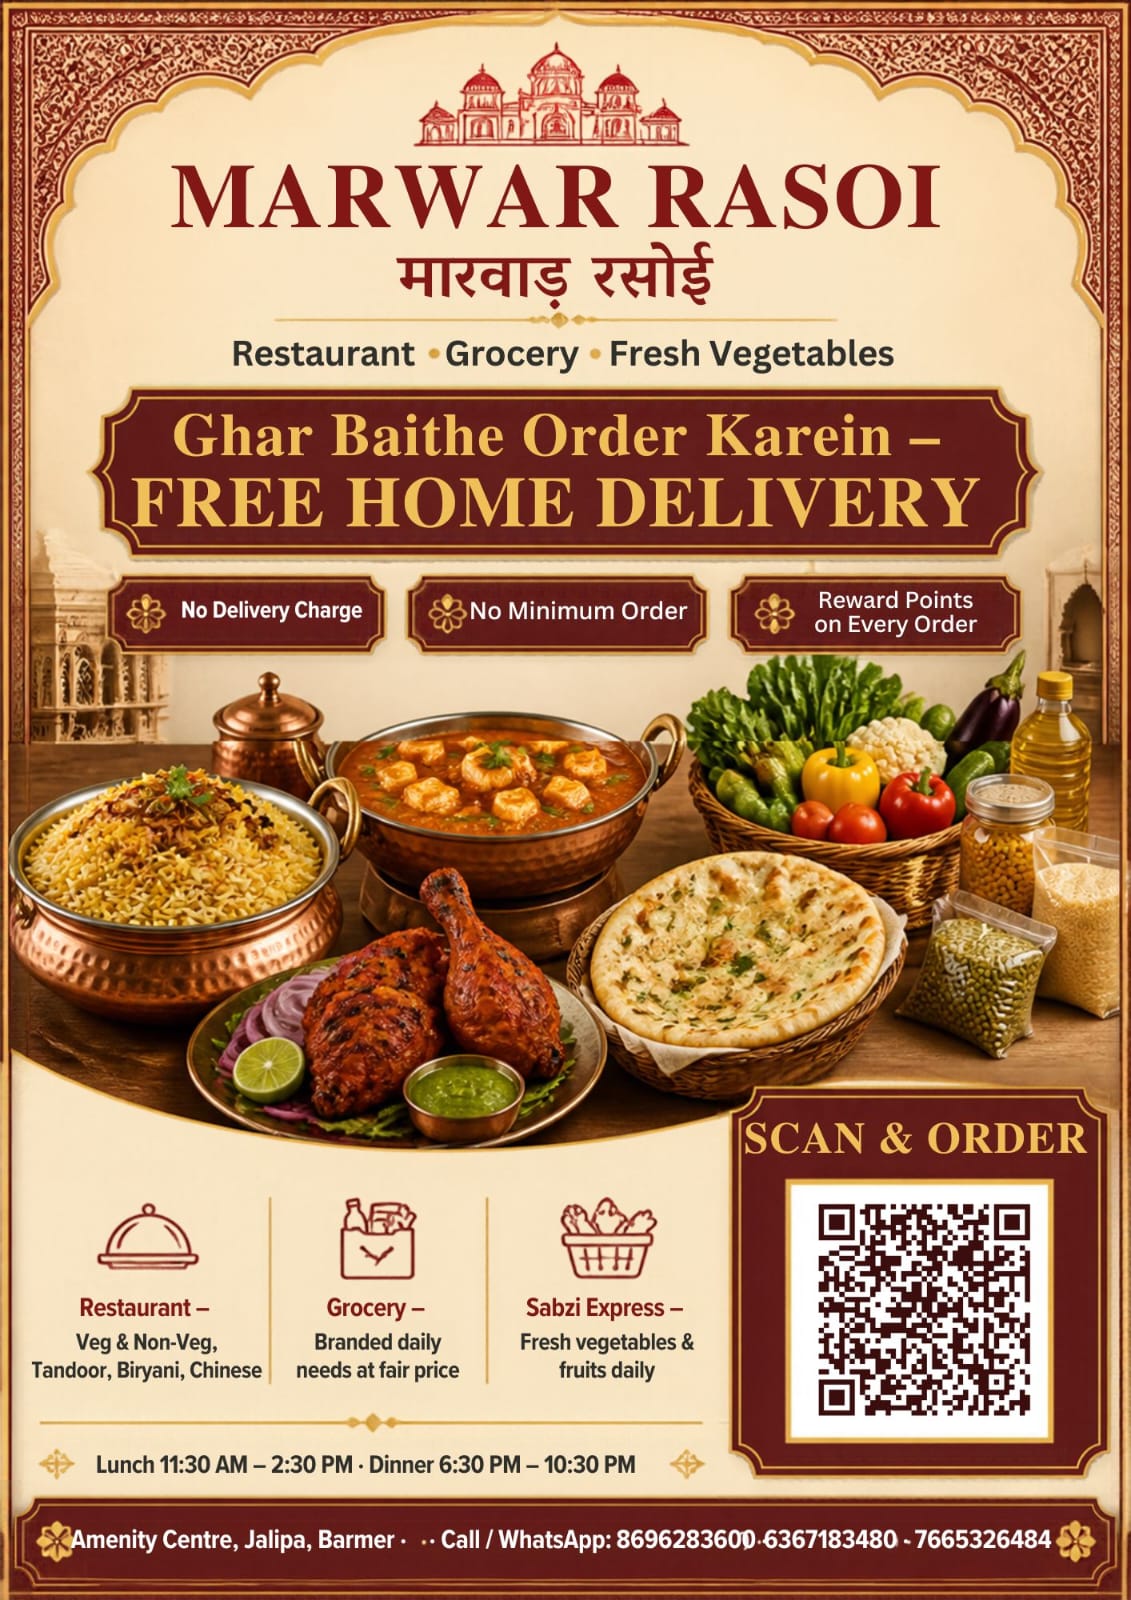 MARWAR RASOI
मारवाड़ रसोई
Restaurant • Grocery • Fresh Vegetables
Ghar Baithe Order Karein –
FREE HOME DELIVERY
No Delivery Charge
No Minimum Order
Reward Points
on Every Order
SCAN & ORDER
Restaurant –
Veg & Non-Veg,
Tandoor, Biryani, Chinese
Grocery –
Branded daily
needs at fair price
Sabzi Express –
Fresh vegetables &
fruits daily
Lunch 11:30 AM – 2:30 PM · Dinner 6:30 PM – 10:30 PM
Amenity Centre, Jalipa, Barmer · ·· Call / WhatsApp: 8696283600 · 6367183480 · 7665326484